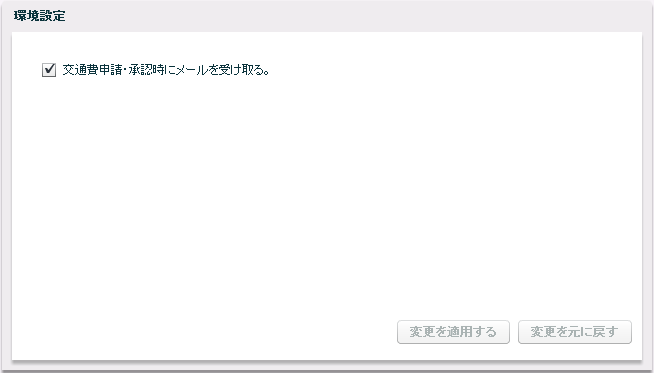 環境設定
交通費申請・承認時にメールを受け取る。
変更を適用する
変更を元に戻す